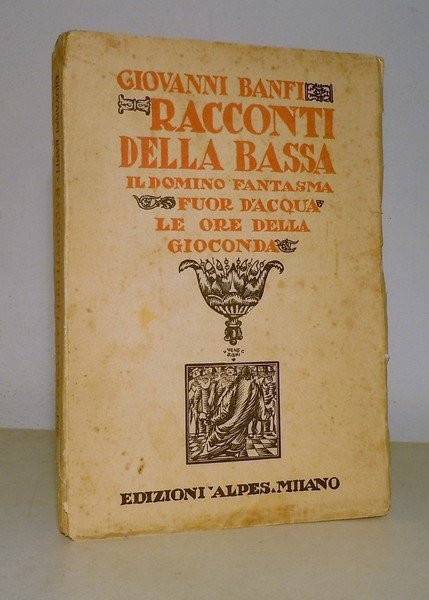 GIOVANNI BANFI
RACCONTI
DELLA BASSA
IL DOMINO FANTASMA
FUOR D'ACQUA
LE ORE DELLA
GIOCONDA
EDIZIONI "ALPES" MILANO